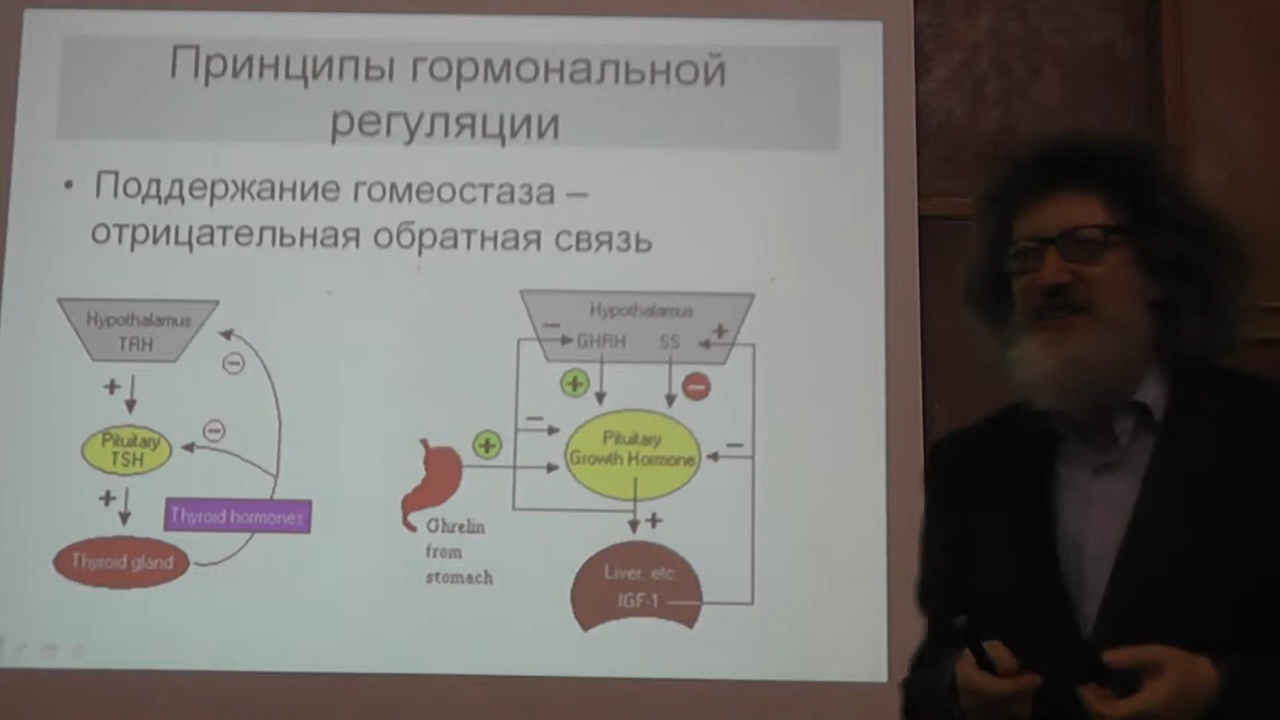 Принципы гормональной
регуляции
• Поддержание гомеостаза –
отрицательная обратная связь
Hypothalamus
TRH
+
−
−
Pituitary
TSH
+
Thyroid hormones
Thyroid gland
Hypothalamus
− GHRH SS +
+ −
−
−
Pituitary
Growth Hormone
+
Ghrelin
from
stomach
+
Liver, etc
IGF-1